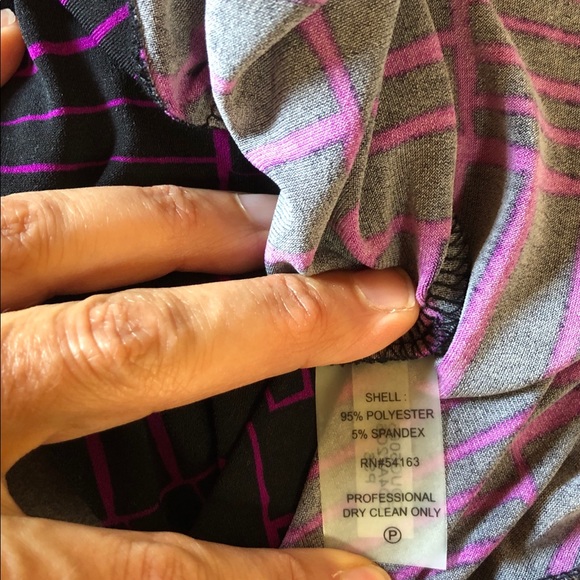 SHELL :
95% POLYESTER
5% SPANDEX
RN#54163
PROFESSIONAL
DRY CLEAN ONLY
P